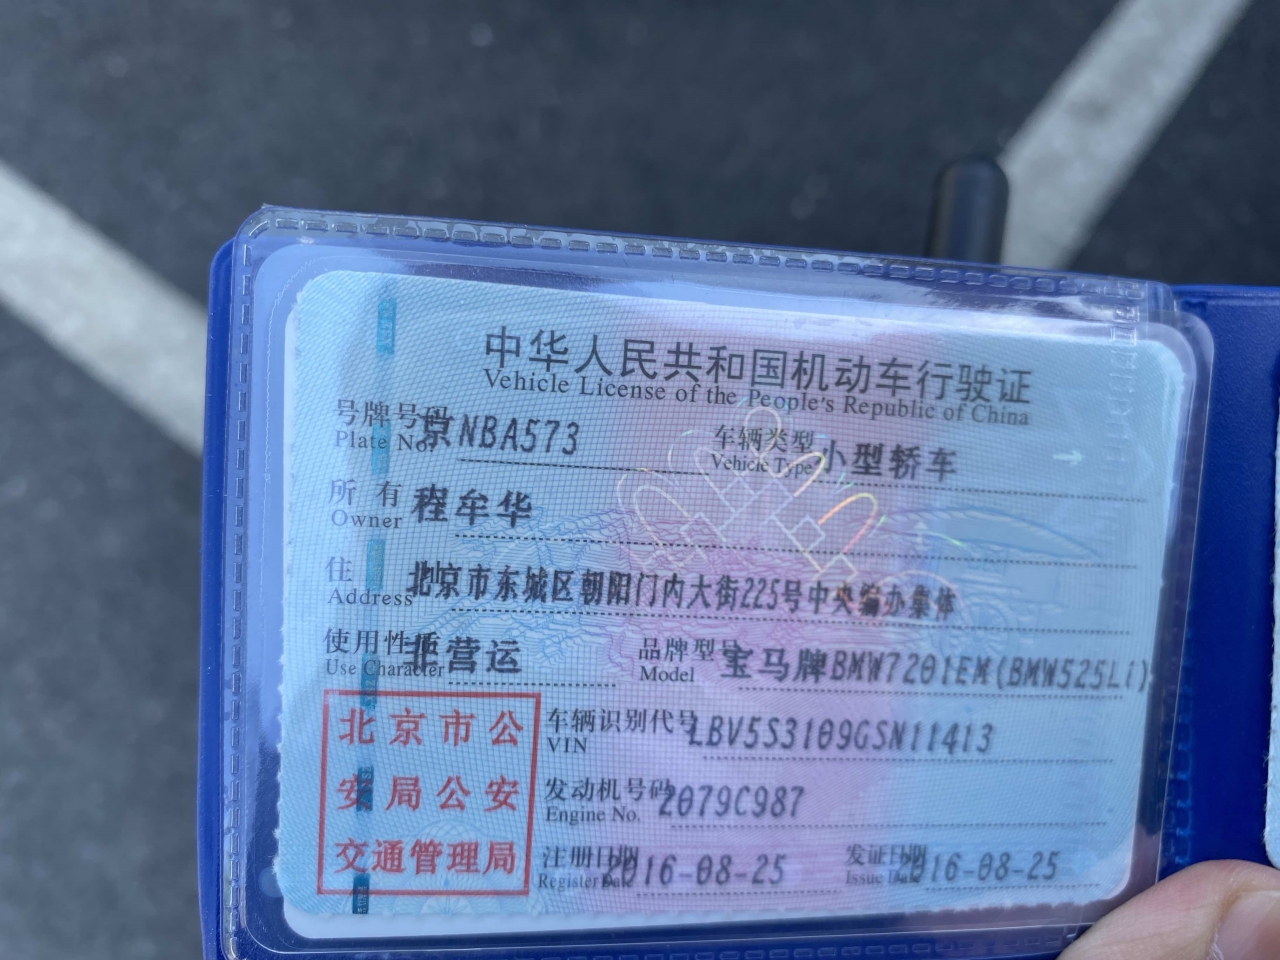 中华人民共和国机动车行驶证
Vehicle License of the People's Republic of China
号牌号码 京NBA573 车辆类型 小型轿车
Plate No. Vehicle Type
所有 程牟华
Owner
住 北京市东城区朝阳门内大街225号中央编办集体
Address
使用性质 非营运 品牌型号 宝马牌BMW7201EM(BMW525Li)
Use Character Model
北京市公
安局公安
交通管理局
车辆识别代号 LBV5S3109GSN11413
VIN
发动机号码 2079C987
Engine No.
注册日期 2016-08-25 发证日期 2016-08-25
Register Date Issue Date